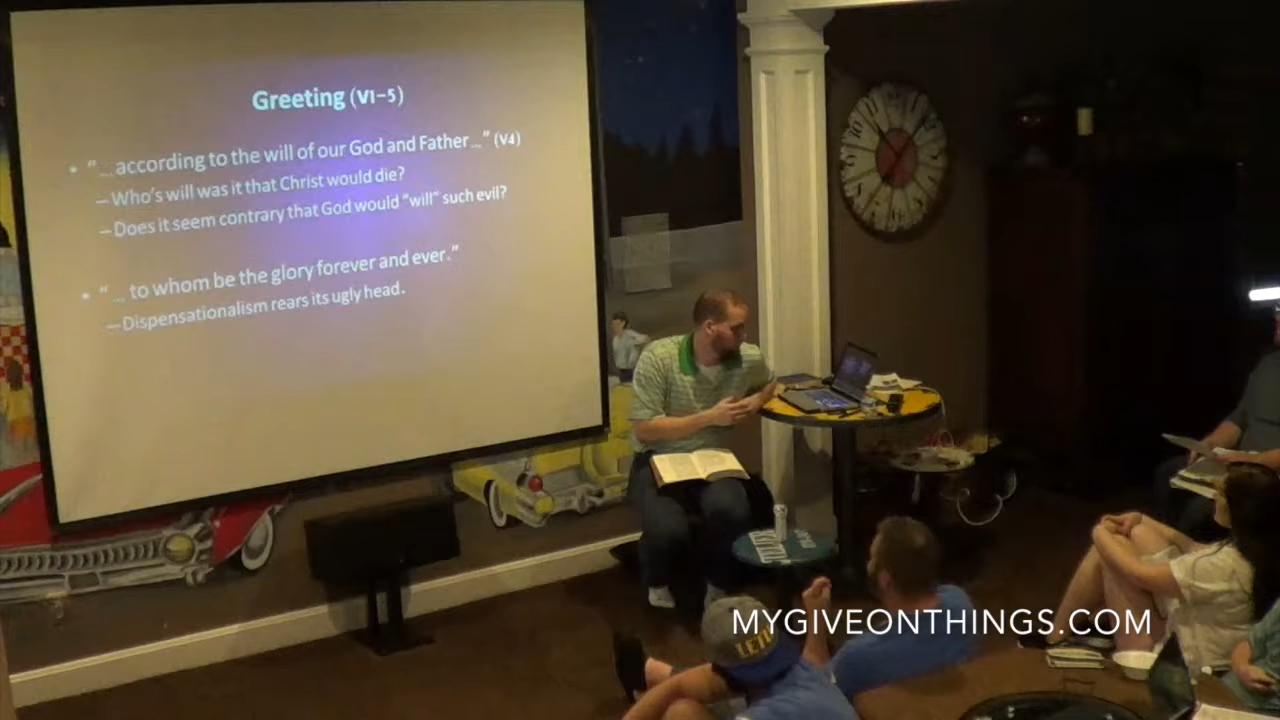 Greeting (V1–5)
• "… according to the will of our God and Father…" (V4)
– Who's will was it that Christ would die?
– Does it seem contrary that God would "will" such evil?
• "… to whom be the glory forever and ever."
– Dispensationalism rears its ugly head.
MYGIVEONTHINGS.COM